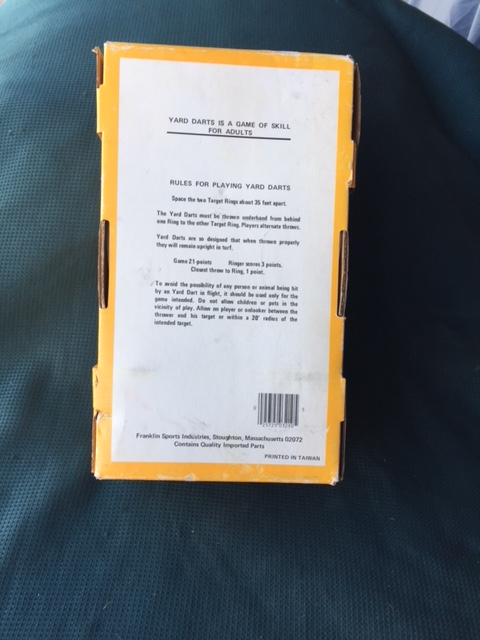 YARD DARTS IS A GAME OF SKILL
FOR ADULTS
RULES FOR PLAYING YARD DARTS
Space the two Target Rings about 35 feet apart.
The Yard Darts must be thrown underhand from behind
one Ring to the other Target Ring. Players alternate throws.
Yard Darts are so designed that when thrown properly
they will remain upright in turf.
Game 21 points Ringer scores 3 points.
Closest throw to Ring, 1 point.
To avoid the possibility of any person or animal being hit
by an Yard Dart in flight, it should be used only for the
game intended. Do not allow children or pets in the
vicinity of play. Allow no player or onlooker between the
thrower and his target or within a 20' radius of the
intended target.
Franklin Sports Industries, Stoughton, Massachusetts 02072
Contains Quality Imported Parts
PRINTED IN TAIWAN